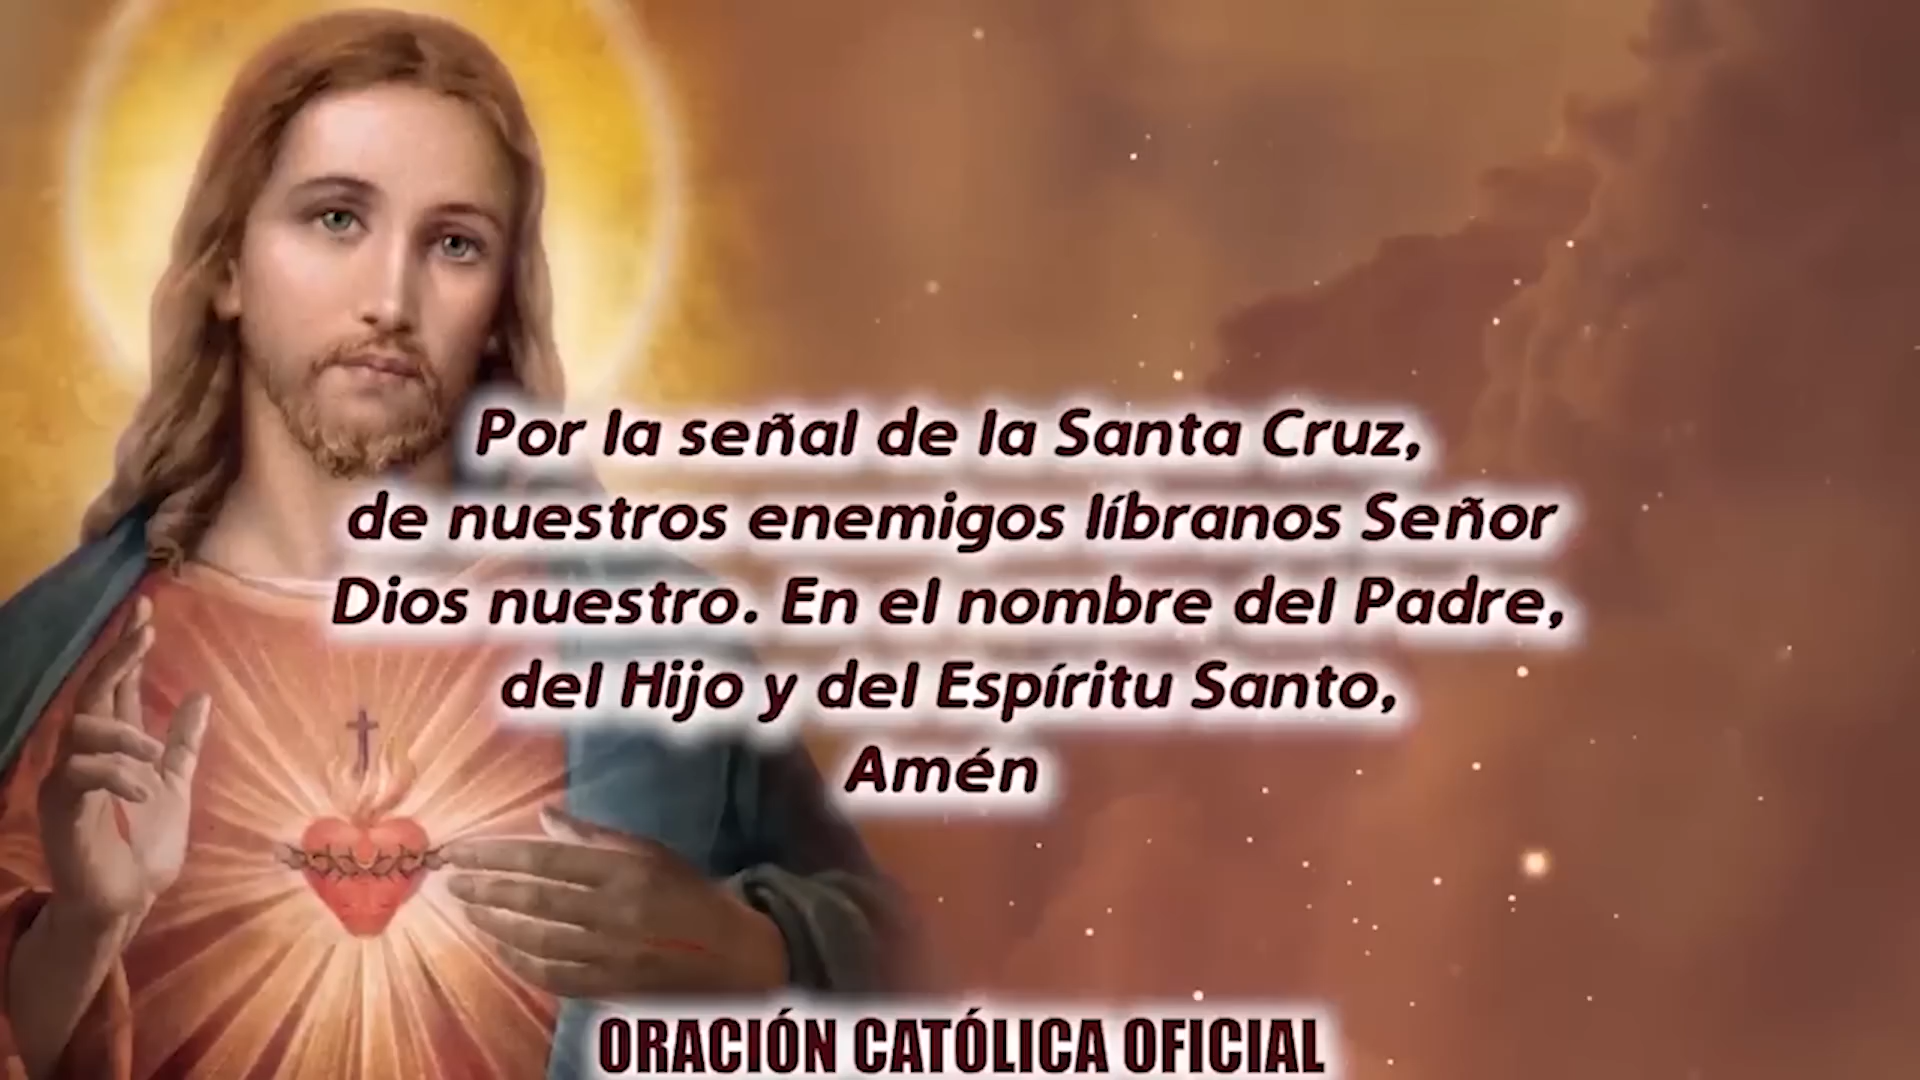 Por la señal de la Santa Cruz,
de nuestros enemigos líbranos Señor
Dios nuestro. En el nombre del Padre,
del Hijo y del Espíritu Santo,
Amén
ORACIÓN CATÓLICA OFICIAL